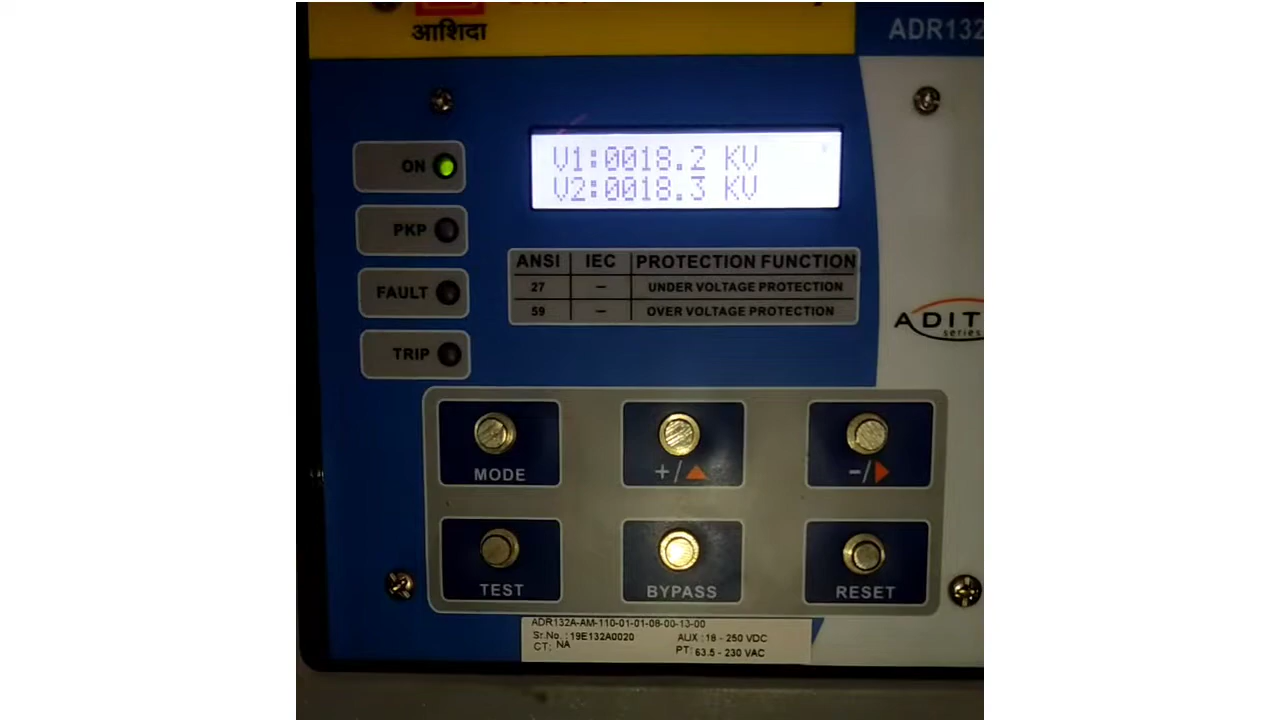 आशिदा
ADR132
ON
V1:0018.2 KV
V2:0018.3 KV
PKP
FAULT
TRIP
ANSI IEC PROTECTION FUNCTION
27 – UNDER VOLTAGE PROTECTION
59 – OVER VOLTAGE PROTECTION
ADIT
series
MODE
+/▲
-/▶
TEST
BYPASS
RESET
ADR132A-AM-110-01-01-08-00-13-00
Sr.No.:19E132A0020 AUX :18 - 250 VDC
CT: NA PT: 63.5 - 230 VAC